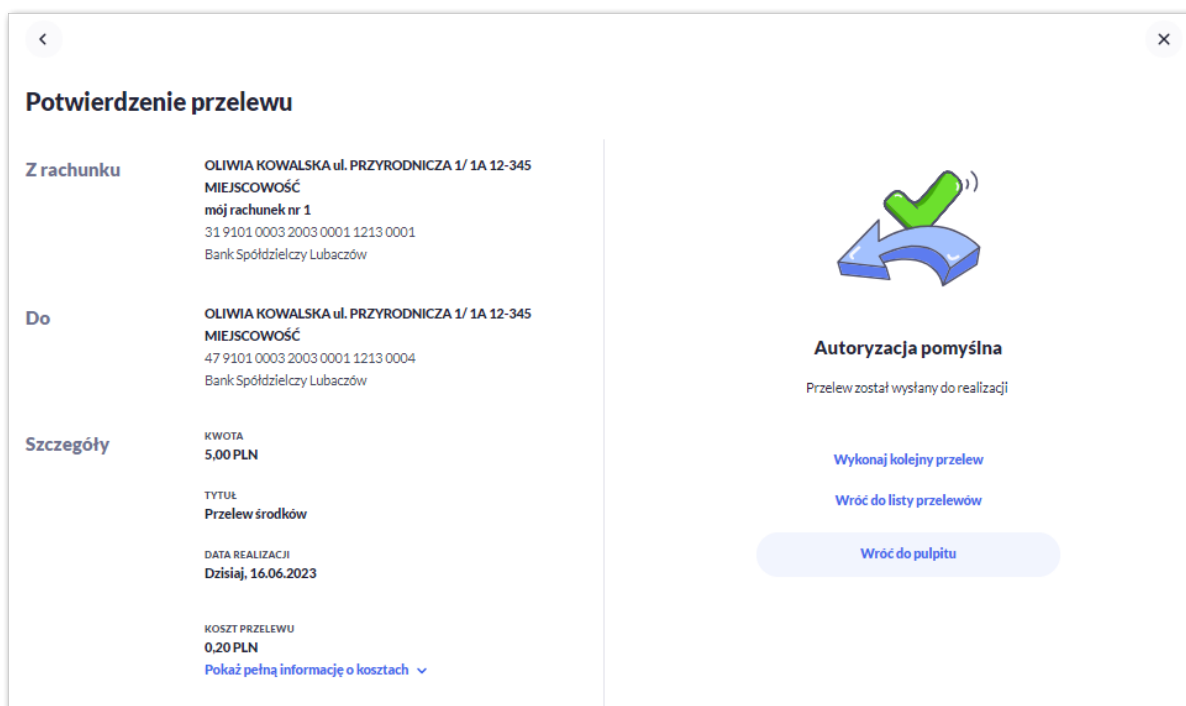 Potwierdzenie przelewu
Z rachunku
OLIWIA KOWALSKA ul. PRZYRODNICZA 1/ 1A 12-345
MIEJSCOWOŚĆ
mój rachunek nr 1
31 9101 0003 2003 0001 1213 0001
Bank Spółdzielczy Lubaczów
Do
OLIWIA KOWALSKA ul. PRZYRODNICZA 1/ 1A 12-345
MIEJSCOWOŚĆ
47 9101 0003 2003 0001 1213 0004
Bank Spółdzielczy Lubaczów
Szczegóły
KWOTA
5,00 PLN
TYTUŁ
Przelew środków
DATA REALIZACJI
Dzisiaj, 16.06.2023
KOSZT PRZELEWU
0,20 PLN
Pokaż pełną informację o kosztach
Autoryzacja pomyślna
Przelew został wysłany do realizacji
Wykonaj kolejny przelew
Wróć do listy przelewów
Wróć do pulpitu